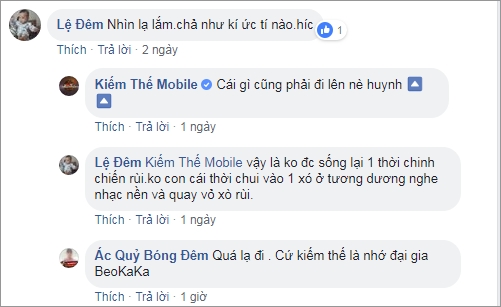 Lệ Đêm Nhìn lạ lắm.chả như kí ức tí nào.híc
1
Thích · Trả lời · 2 ngày
Kiếm Thế Mobile Cái gì cũng phải đi lên nè huynh
Thích · Trả lời · 1 ngày
Lệ Đêm Kiếm Thế Mobile vậy là ko đc sống lại 1 thời chinh
chiến rùi.ko con cái thời chui vào 1 xó ở tương dương nghe
nhạc nền và quay vỏ xò rùi.
Thích · Trả lời · 1 ngày
Ác Quỷ Bóng Đêm Quá lạ đi . Cứ kiếm thế là nhớ đại gia
BeoKaKa
Thích · Trả lời · 1 giờ